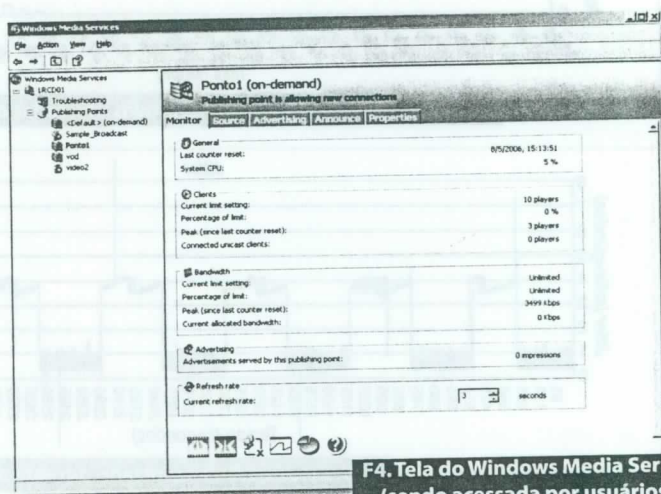 Windows Media Services
File Action View Help
Windows Media Services
LRCD01
Troubleshooting
Publishing Points
<Default> (on-demand)
Sample_Broadcast
Ponto1
vod
video2
Ponto1 (on-demand)
Publishing point is allowing new connections
Monitor Source Advertising Announce Properties
General
Last counter reset: 8/5/2006, 15:13:51
System CPU: 5 %
Clients
Current limit setting: 10 players
Percentage of limit: 0 %
Peak (since last counter reset): 3 players
Connected unicast clients: 0 players
Bandwidth
Current limit setting: Unlimited
Percentage of limit: Unlimited
Peak (since last counter reset): 3499 Kbps
Current allocated bandwidth: 0 Kbps
Advertising
Advertisements served by this publishing point: 0 impressions
Refresh rate
Current refresh rate: 3 seconds
F4. Tela do Windows Media Ser
sendo acessada por usuário